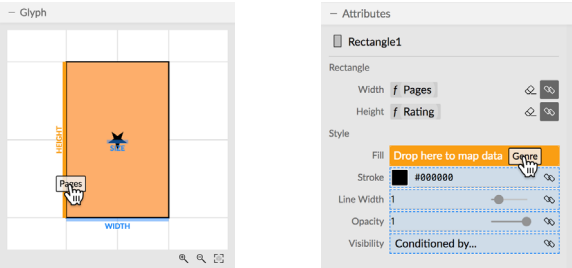 Glyph
HEIGHT
SIZE
Pages
WIDTH
Attributes
Rectangle1
Rectangle
Width f Pages
Height f Rating
Style
Fill Drop here to map data Genre
Stroke #000000
Line Width 1
Opacity 1
Visibility Conditioned by...